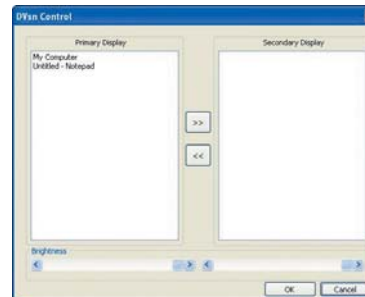 DVsn Control
Primary Display
Secondary Display
My Computer
Untitled - Notepad
>>
<<
Brightness
OK
Cancel